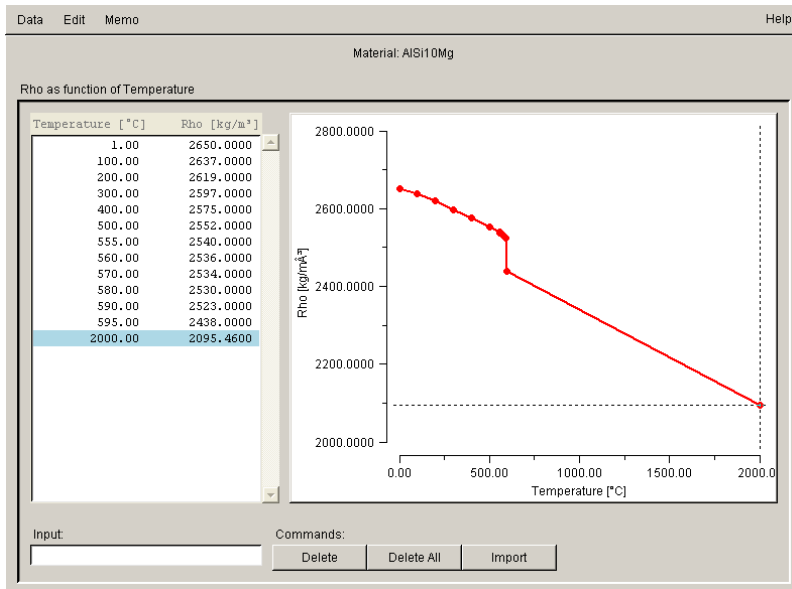 Data Edit Memo Help
Material: AlSi10Mg
Rho as function of Temperature
Temperature [°C] Rho [kg/m³]
1.00 2650.0000
100.00 2637.0000
200.00 2619.0000
300.00 2597.0000
400.00 2575.0000
500.00 2552.0000
555.00 2540.0000
560.00 2536.0000
570.00 2534.0000
580.00 2530.0000
590.00 2523.0000
595.00 2438.0000
2000.00 2095.4600
2800.0000
2600.0000
2400.0000
2200.0000
2000.0000
Rho [kg/mÂ³]
0.00 500.00 1000.00 1500.00 2000.0
Temperature [°C]
Input:
Commands:
Delete Delete All Import